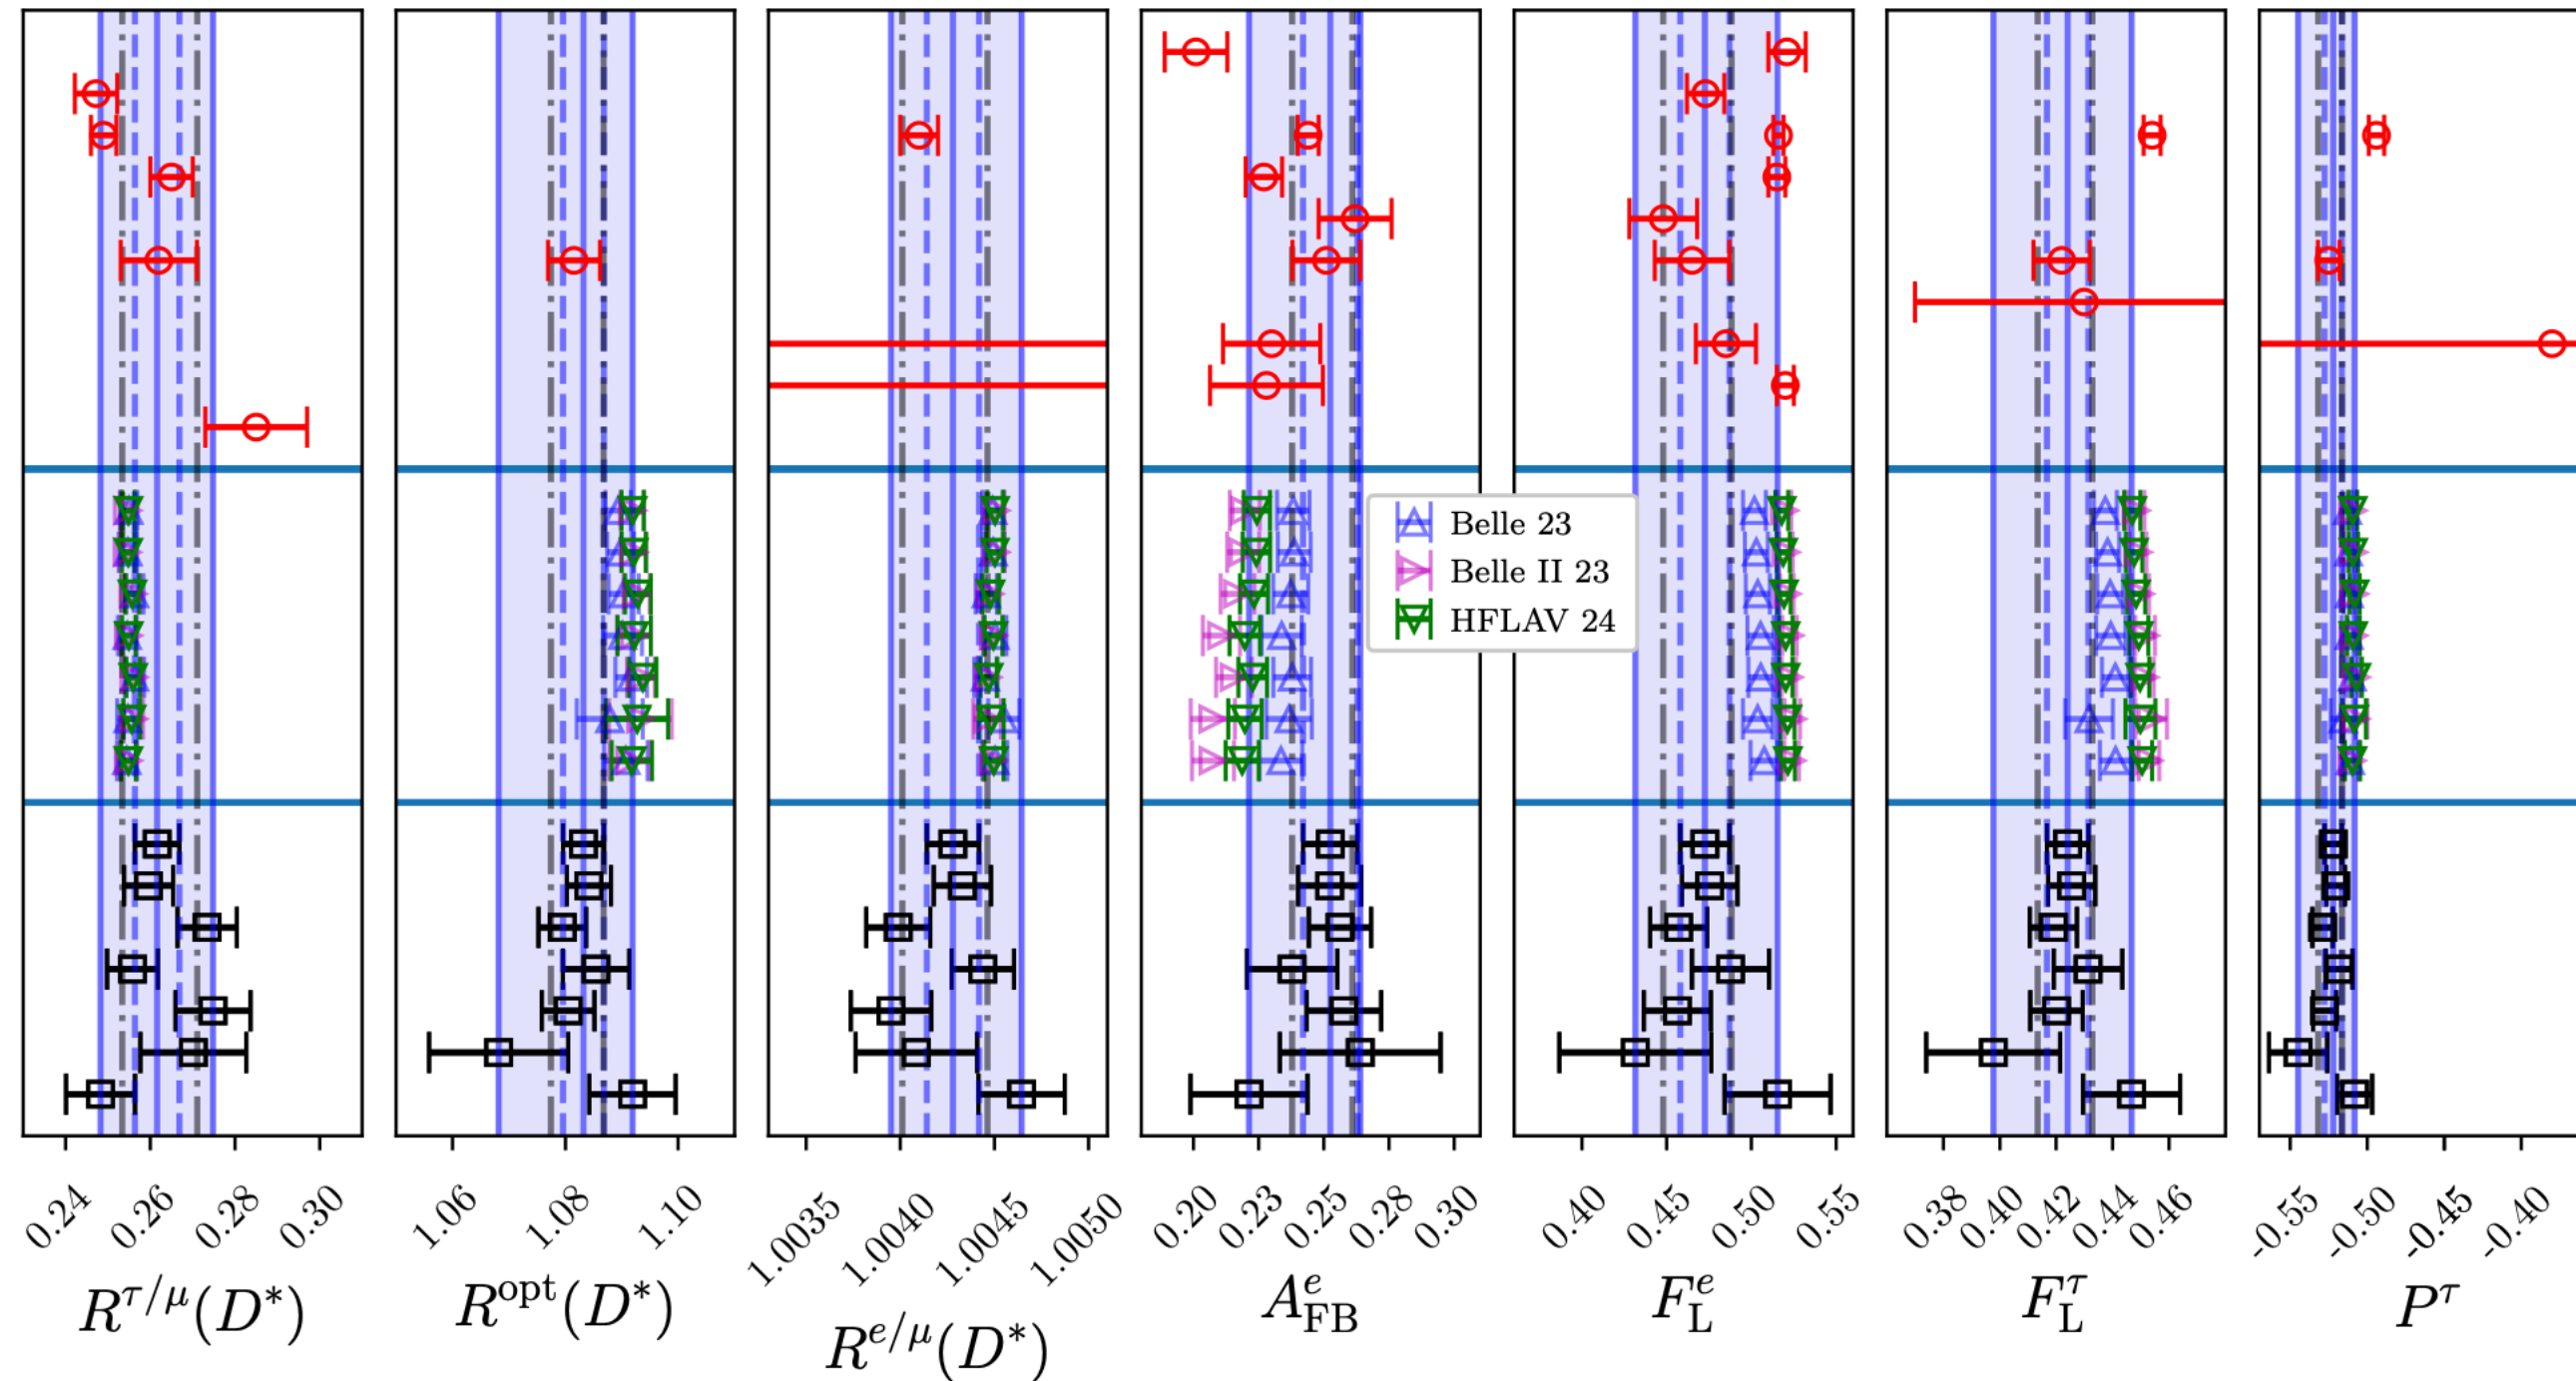 Belle 23
Belle II 23
HFLAV 24
0.24 0.26 0.28 0.30
1.06 1.08 1.10
1.0035 1.0040 1.0045 1.0050
0.20 0.23 0.25 0.28 0.30
0.40 0.45 0.50 0.55
0.38 0.40 0.42 0.44 0.46
-0.55 -0.50 -0.45 -0.40
R^{τ/μ}(D^*)
R^{opt}(D^*)
R^{e/μ}(D^*)
A_{FB}^{e}
F_{L}^{e}
F_{L}^{τ}
P^{τ}